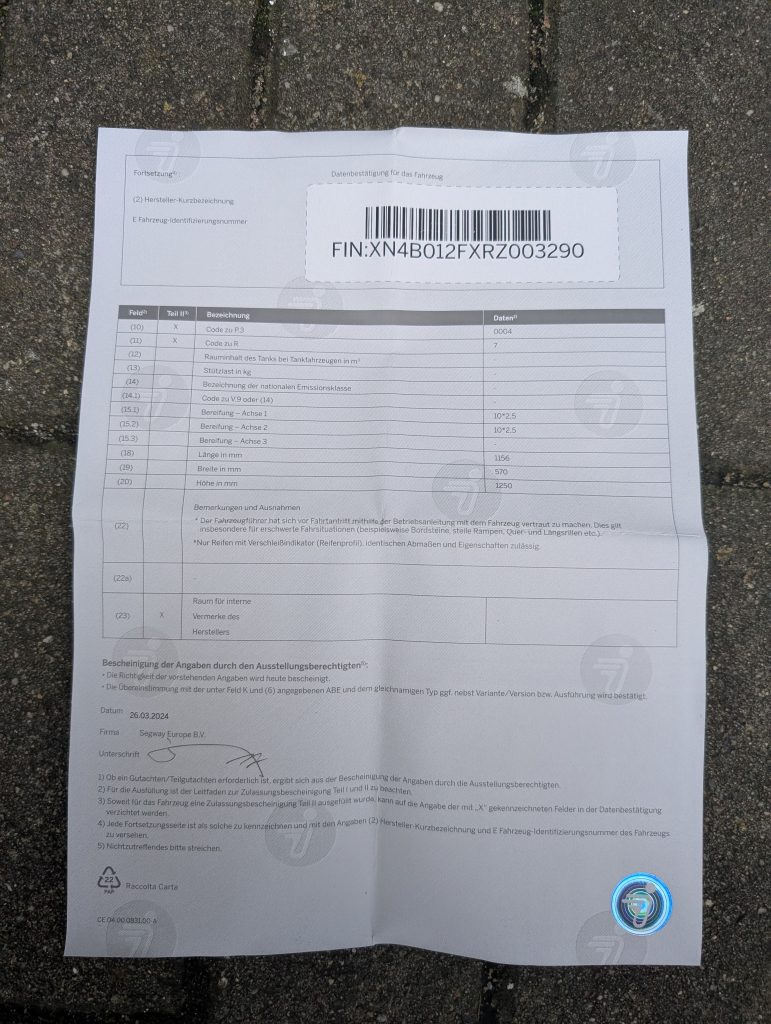 Fortsetzung⁴⁾
Datenbestätigung für das Fahrzeug
(2) Hersteller-Kurzbezeichnung
E Fahrzeug-Identifizierungsnummer
FIN:XN4B012FXRZ003290
Feld²⁾ Teil II³⁾ Bezeichnung Daten²⁾
(10) X Code zu P.3 0004
(11) X Code zu R 7
(12) Rauminhalt des Tanks bei Tankfahrzeugen in m³ -
(13) Stützlast in kg -
(14) Bezeichnung der nationalen Emissionsklasse -
(14.1) Code zu V.9 oder (14) -
(15.1) Bereifung – Achse 1 10*2,5
(15.2) Bereifung – Achse 2 10*2,5
(15.3) Bereifung – Achse 3 -
(18) Länge in mm 1156
(19) Breite in mm 570
(20) Höhe in mm 1250
(22) Bemerkungen und Ausnahmen
* Der Fahrzeugführer hat sich vor Fahrtantritt mithilfe der Betriebsanleitung mit dem Fahrzeug vertraut zu machen. Dies gilt
insbesondere für erschwerte Fahrsituationen (beispielsweise Bordsteine, steile Rampen, Quer- und Längsrillen etc.).
*Nur Reifen mit Verschleißindikator (Reifenprofil), identischen Abmaßen und Eigenschaften zulässig.
(22a) -
(23) X Raum für interne
Vermerke des
Herstellers
Bescheinigung der Angaben durch den Ausstellungsberechtigten⁵⁾:
• Die Richtigkeit der vorstehenden Angaben wird heute bescheinigt.
• Die Übereinstimmung mit der unter Feld K und (6) angegebenen ABE und dem gleichnamigen Typ ggf. nebst Variante/Version bzw. Ausführung wird bestätigt.
Datum 26.03.2024
Firma Segway Europe B.V.
Unterschrift
1) Ob ein Gutachten/Teilgutachten erforderlich ist, ergibt sich aus der Bescheinigung der Angaben durch die Ausstellungsberechtigten.
2) Für die Ausfüllung ist der Leitfaden zur Zulassungsbescheinigung Teil I und II zu beachten.
3) Soweit für das Fahrzeug eine Zulassungsbescheinigung Teil II ausgefüllt wurde, kann auf die Angabe der mit „X" gekennzeichneten Felder in der Datenbestätigung
verzichtet werden.
4) Jede Fortsetzungsseite ist als solche zu kennzeichnen und mit den Angaben (2) Hersteller-Kurzbezeichnung und E Fahrzeug-Identifizierungsnummer des Fahrzeugs
zu versehen.
5) Nichtzutreffendes bitte streichen.
22
PAP
Raccolta Carta
CE.04.00.0831.00-A